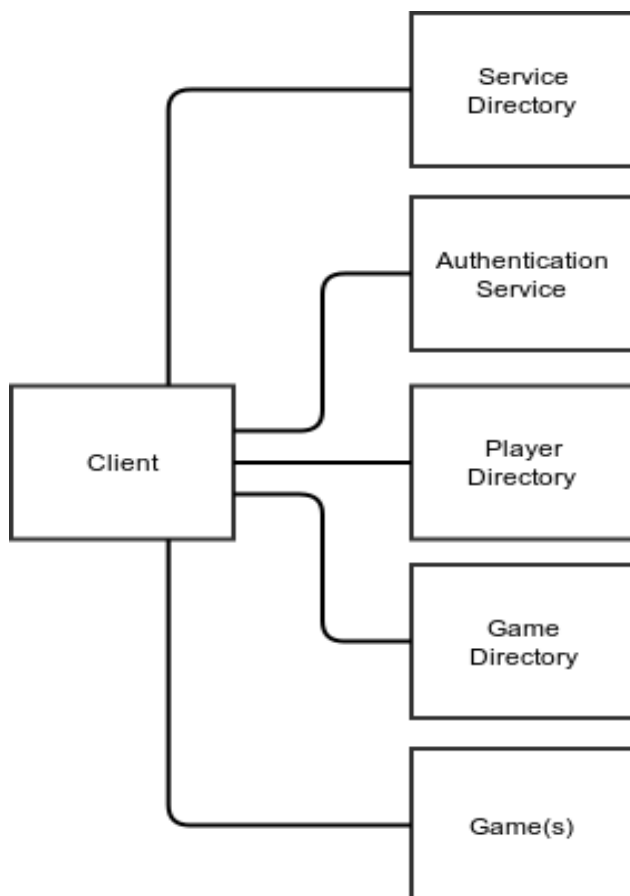 Service
Directory
Authentication
Service
Client
Player
Directory
Game
Directory
Game(s)